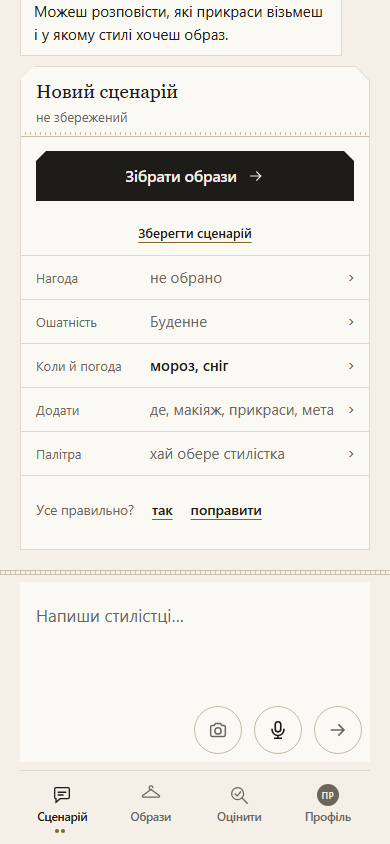 Можеш розповісти, які прикраси візьмеш
і у якому стилі хочеш образ.
Новий сценарій
не збережений
Зібрати образи →
Зберегти сценарій
Нагода не обрано ›
Ошатність Буденне ›
Коли й погода мороз, сніг ›
Додати де, макіяж, прикраси, мета ›
Палітра хай обере стилістка ›
Усе правильно? так поправити
Напиши стилістці...
Сценарій Образи Оцінити ПР Профіль